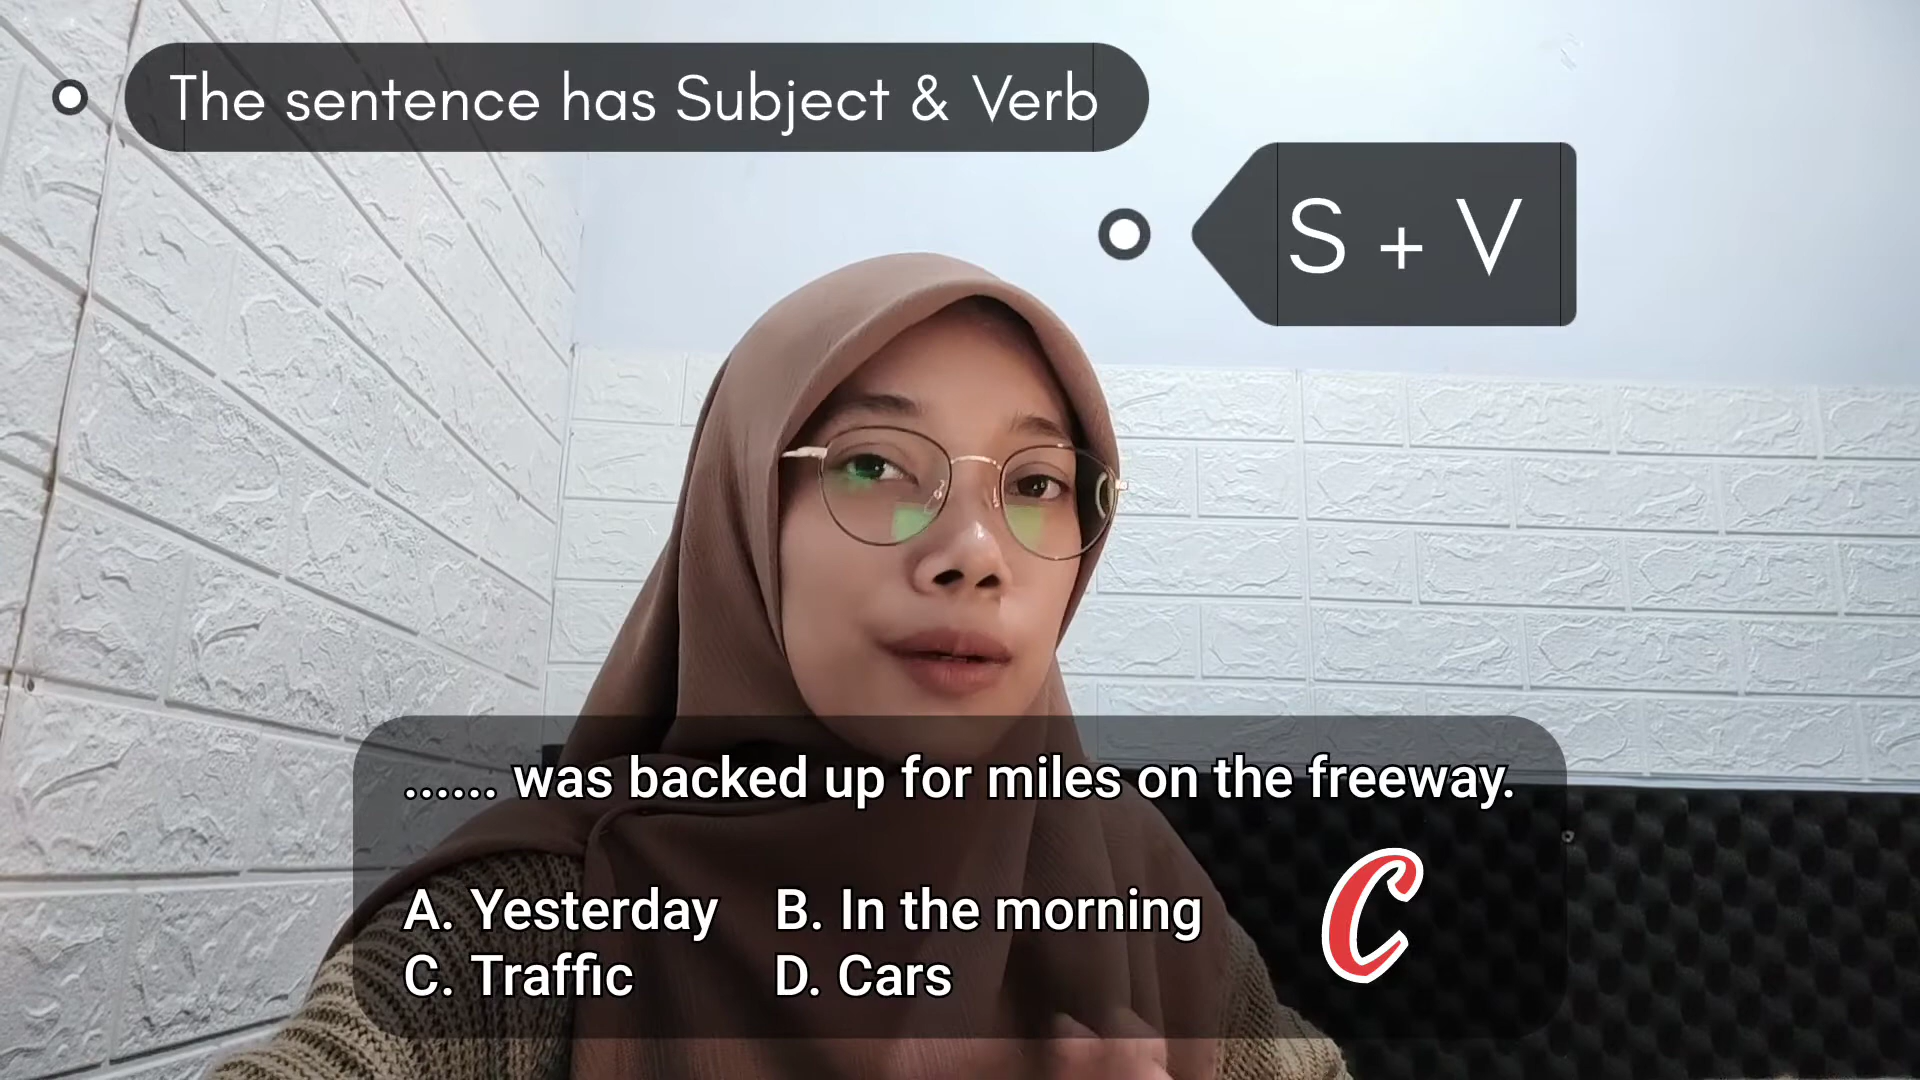 The sentence has Subject & Verb
S + V
...... was backed up for miles on the freeway.
A. Yesterday B. In the morning
C. Traffic D. Cars
C